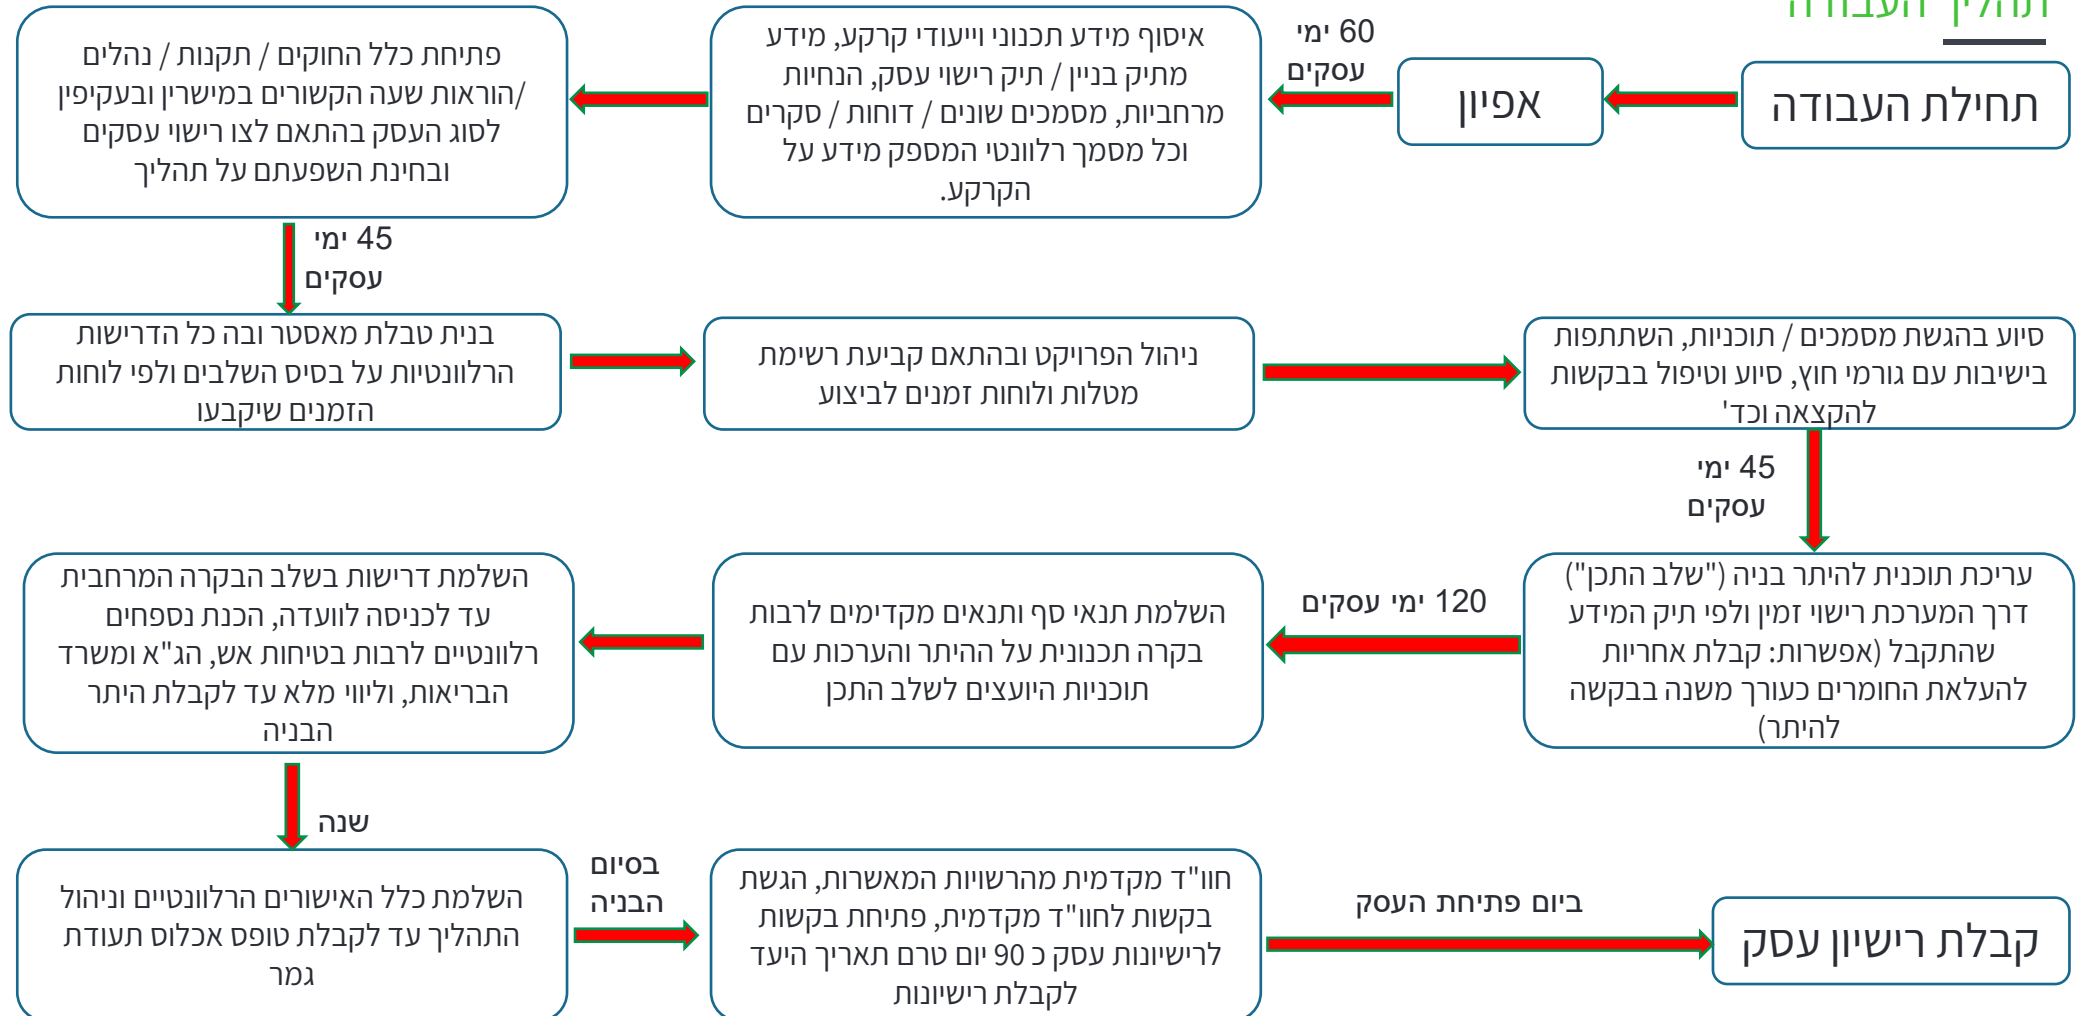 תהליך העבודה
תחילת העבודה
אפיון
60 ימי
עסקים
איסוף מידע תכנוני וייעודי קרקע, מידע
מתיק בניין / תיק רישוי עסק, הנחיות
מרחביות, מסמכים שונים / דוחות / סקרים
וכל מסמך רלוונטי המספק מידע על
הקרקע.
פתיחת כלל החוקים / תקנות / נהלים
/הוראות שעה הקשורים במישרין ובעקיפין
לסוג העסק בהתאם לצו רישוי עסקים
ובחינת השפעתם על תהליך
45 ימי
עסקים
בנית טבלת מאסטר ובה כל הדרישות
הרלוונטיות על בסיס השלבים ולפי לוחות
הזמנים שיקבעו
ניהול הפרויקט ובהתאם קביעת רשימת
מטלות ולוחות זמנים לביצוע
סיוע בהגשת מסמכים / תוכניות, השתתפות
בישיבות עם גורמי חוץ, סיוע וטיפול בבקשות
להקצאה וכד'
45 ימי
עסקים
עריכת תוכנית להיתר בניה ("שלב התכן")
דרך המערכת רישוי זמין ולפי תיק המידע
שהתקבל (אפשרות: קבלת אחריות
להעלאת החומרים כעורך משנה בבקשה
להיתר)
120 ימי עסקים
השלמת תנאי סף ותנאים מקדימים לרבות
בקרה תכנונית על ההיתר והערכות עם
תוכניות היועצים לשלב התכן
השלמת דרישות בשלב הבקרה המרחבית
עד לכניסה לוועדה, הכנת נספחים
רלוונטיים לרבות בטיחות אש, הג"א ומשרד
הבריאות, וליווי מלא עד לקבלת היתר
הבניה
שנה
השלמת כלל האישורים הרלוונטיים וניהול
התהליך עד לקבלת טופס אכלוס תעודת
גמר
בסיום
הבניה
חוו"ד מקדמית מהרשויות המאשרות, הגשת
בקשות לחוו"ד מקדמית, פתיחת בקשות
לרישיונות עסק כ 90 יום טרם תאריך היעד
לקבלת רישיונות
ביום פתיחת העסק
קבלת רישיון עסק